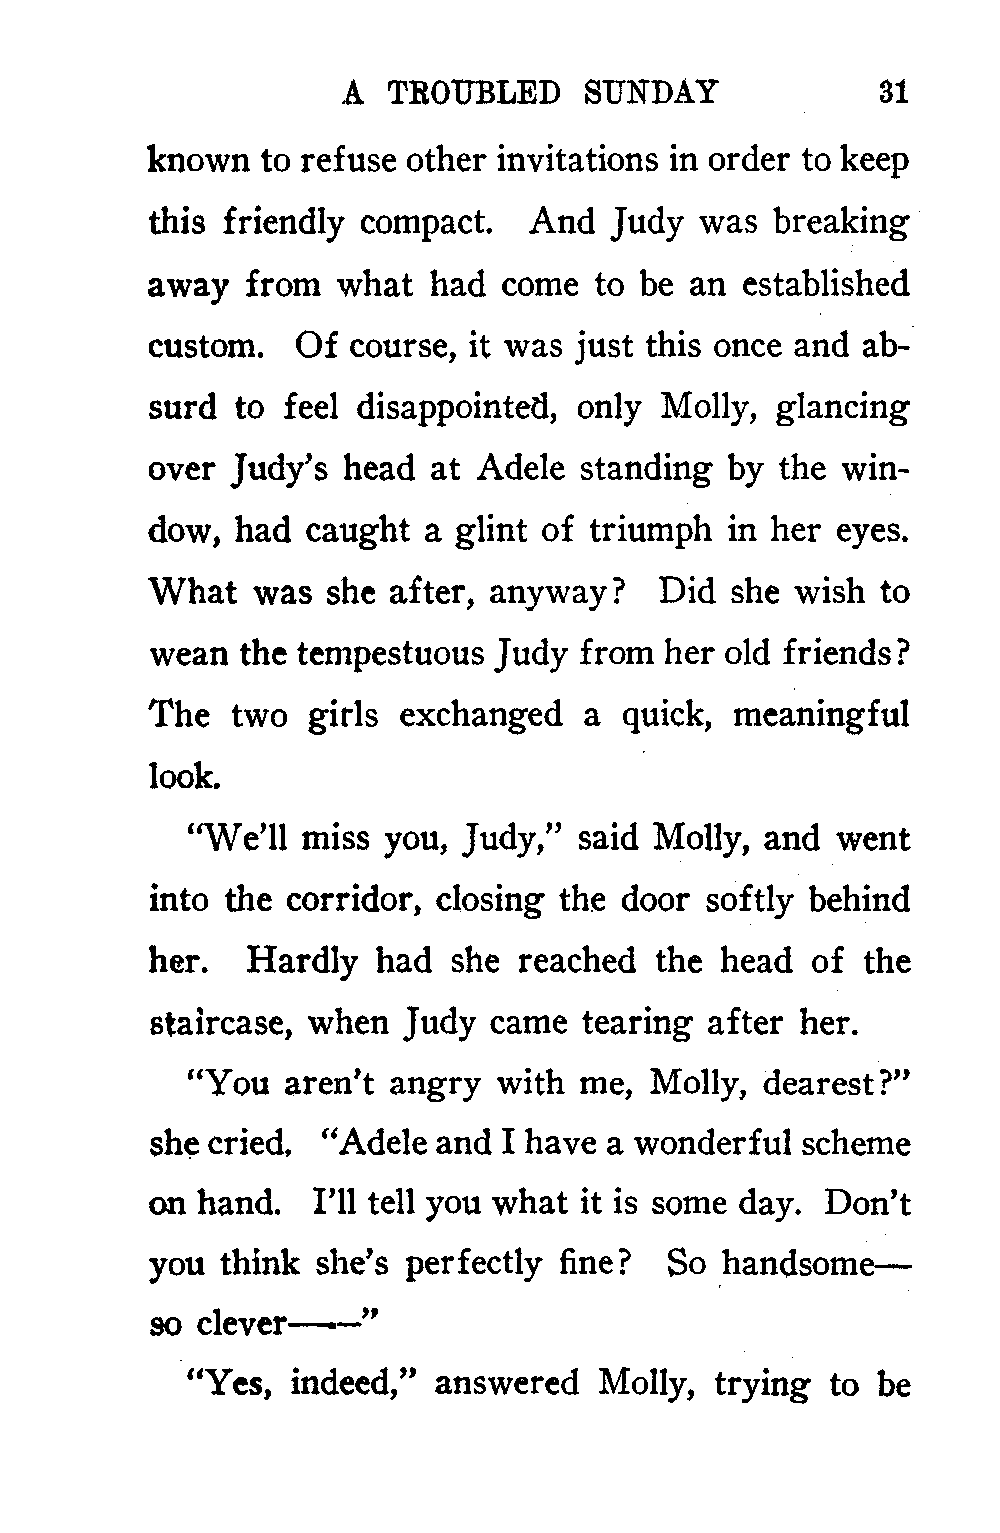 A TROUBLED SUNDAY 31
known to refuse other invitations in order to keep
this friendly compact. And Judy was breaking
away from what had come to be an established
custom. Of course, it was just this once and ab-
surd to feel disappointed, only Molly, glancing
over Judy's head at Adele standing by the win-
dow, had caught a glint of triumph in her eyes.
What was she after, anyway? Did she wish to
wean the tempestuous Judy from her old friends?
The two girls exchanged a quick, meaningful
look.
"We'll miss you, Judy," said Molly, and went
into the corridor, closing the door softly behind
her. Hardly had she reached the head of the
staircase, when Judy came tearing after her.
"You aren't angry with me, Molly, dearest?"
she cried. "Adele and I have a wonderful scheme
on hand. I'll tell you what it is some day. Don't
you think she's perfectly fine? So handsome—
so clever——"
"Yes, indeed," answered Molly, trying to be